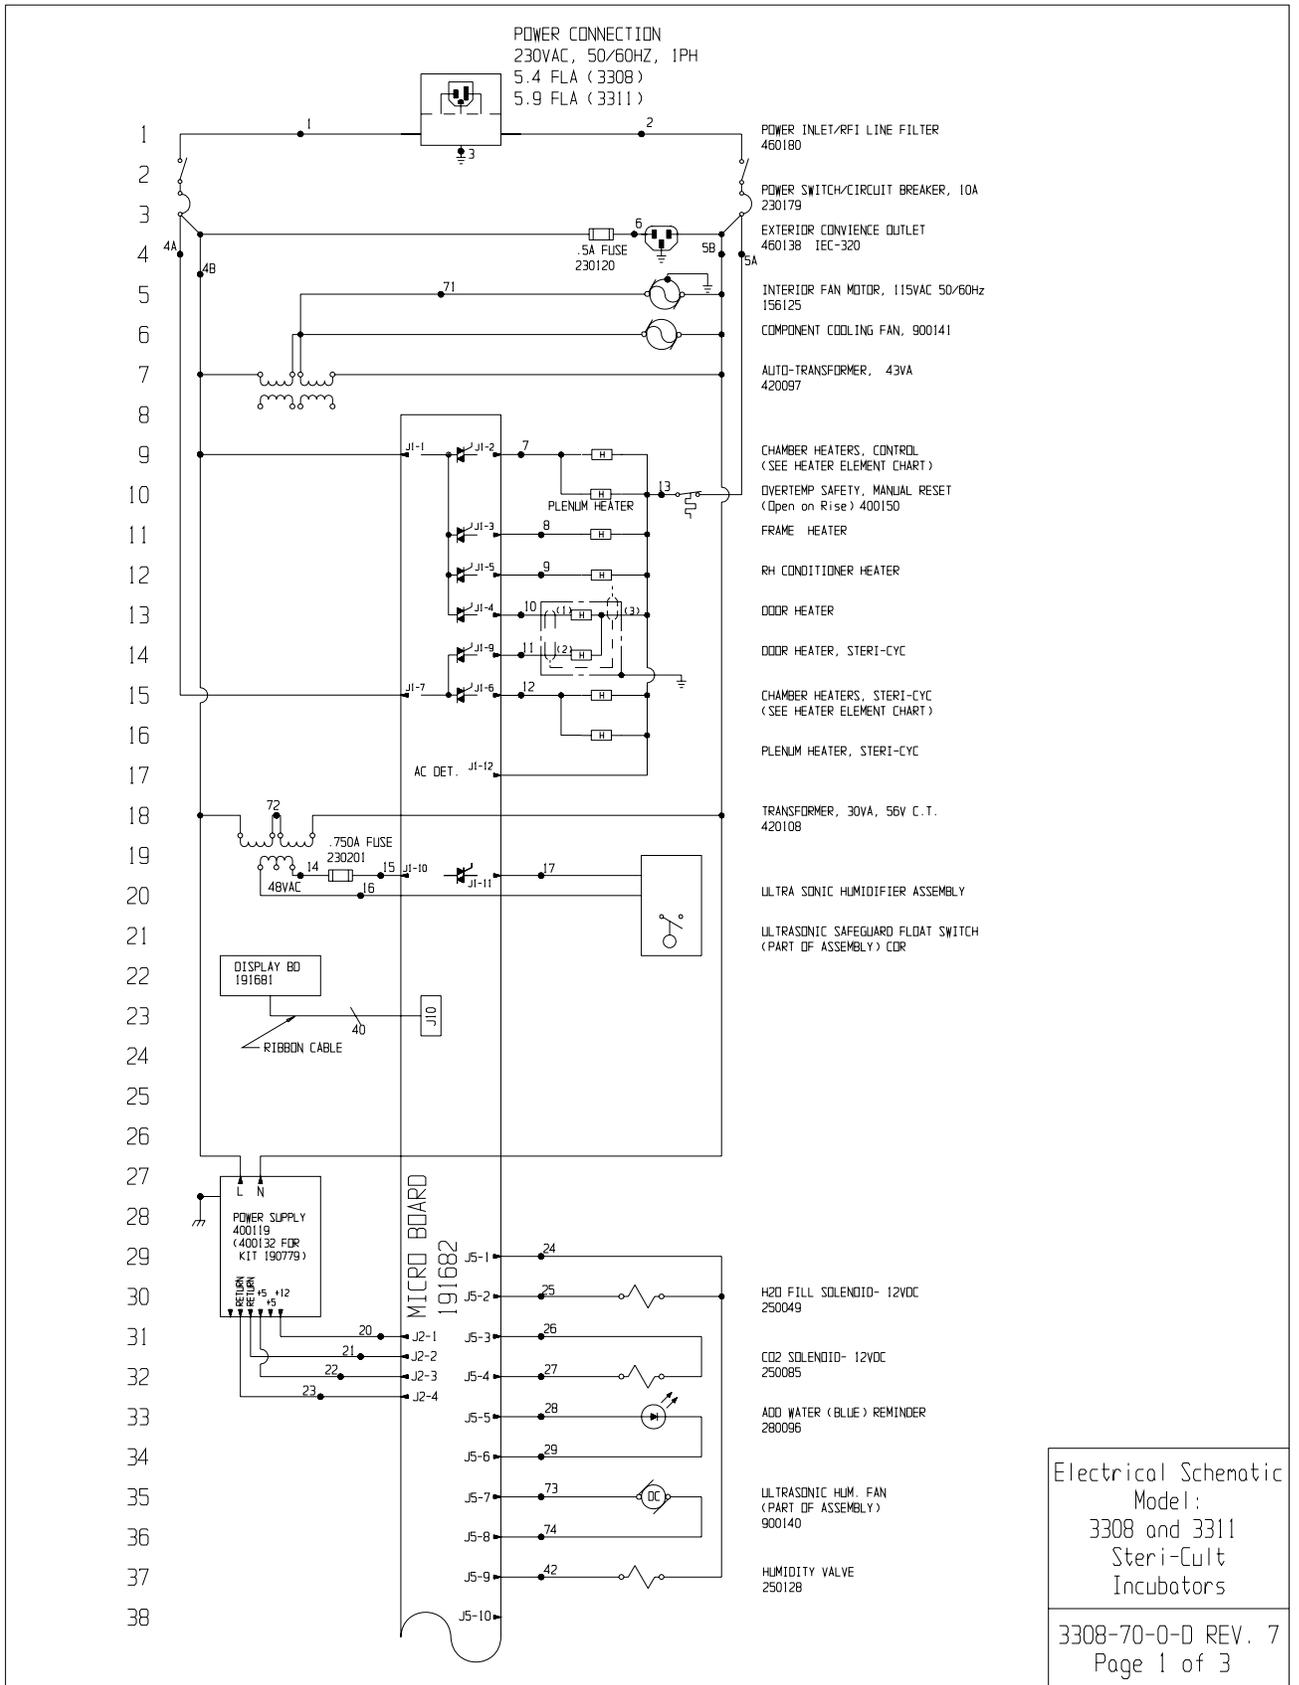 POWER CONNECTION
230VAC, 50/60HZ, 1PH
5.4 FLA (3308)
5.9 FLA (3311)
1
1
2
POWER INLET/RFI LINE FILTER
460180
3
2
POWER SWITCH/CIRCUIT BREAKER, 10A
230179
3
6
EXTERIOR CONVIENCE OUTLET
460138 IEC-320
4
4A
.5A FUSE
230120
5B
5A
4B
5
71
INTERIOR FAN MOTOR, 115VAC 50/60Hz
156125
6
COMPONENT COOLING FAN, 900141
7
AUTO-TRANSFORMER, 43VA
420097
8
9
J1-1
J1-2
7
H
CHAMBER HEATERS, CONTROL
(SEE HEATER ELEMENT CHART)
10
H
PLENUM HEATER
13
OVERTEMP SAFETY, MANUAL RESET
(Open on Rise) 400150
11
J1-3
8
H
FRAME HEATER
12
J1-5
9
H
RH CONDITIONER HEATER
13
J1-4
10
(1)
H
(3)
DOOR HEATER
14
J1-9
11
(2)
H
DOOR HEATER, STERI-CYC
15
J1-7
J1-6
12
H
CHAMBER HEATERS, STERI-CYC
(SEE HEATER ELEMENT CHART)
16
H
PLENUM HEATER, STERI-CYC
17
AC DET.
J1-12
18
72
TRANSFORMER, 30VA, 56V C.T.
420108
19
.750A FUSE
230201
14
15
J1-10
J1-11
17
48VAC
16
20
ULTRA SONIC HUMIDIFIER ASSEMBLY
21
ULTRASONIC SAFEGUARD FLOAT SWITCH
(PART OF ASSEMBLY) COR
22
DISPLAY BD
191681
23
40
J10
RIBBON CABLE
24
25
26
27
L N
28
POWER SUPPLY
400119
(400132 FOR
KIT 190779)
MICRO BOARD
191682
29
J5-1
24
30
RETURN
RETURN
+5
+5
+12
J5-2
25
H2O FILL SOLENOID- 12VDC
250049
31
20
J2-1
J5-3
26
21
J2-2
32
22
J2-3
J5-4
27
CO2 SOLENOID- 12VDC
250085
23
J2-4
33
J5-5
28
ADD WATER (BLUE) REMINDER
280096
34
J5-6
29
35
J5-7
73
DC
ULTRASONIC HUM. FAN
(PART OF ASSEMBLY)
900140
36
J5-8
74
37
J5-9
42
HUMIDITY VALVE
250128
38
J5-10
Electrical Schematic
Model:
3308 and 3311
Steri-Cult
Incubators
3308-70-0-D REV. 7
Page 1 of 3